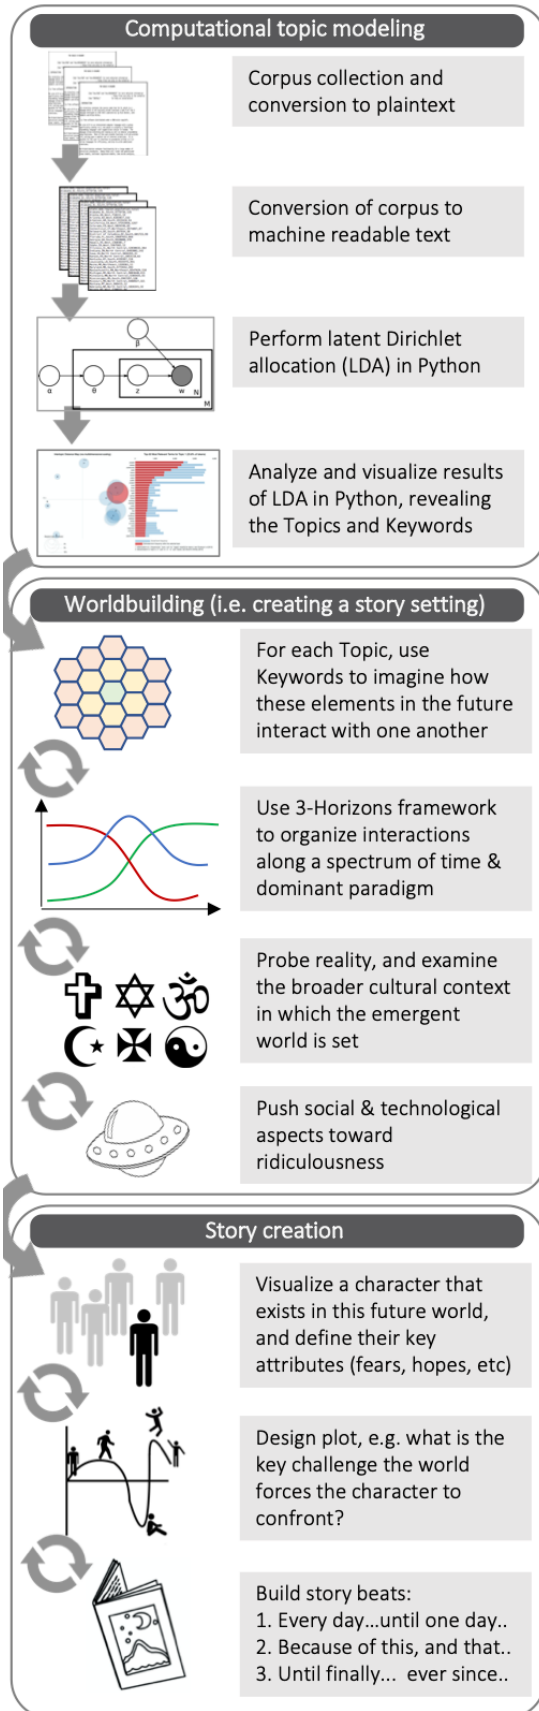 Computational topic modeling
Corpus collection and
conversion to plaintext
Conversion of corpus to
machine readable text
β
α
θ
z
w
N
M
Perform latent Dirichlet
allocation (LDA) in Python
Analyze and visualize results
of LDA in Python, revealing
the Topics and Keywords
Worldbuilding (i.e. creating a story setting)
For each Topic, use
Keywords to imagine how
these elements in the future
interact with one another
Use 3-Horizons framework
to organize interactions
along a spectrum of time &
dominant paradigm
Probe reality, and examine
the broader cultural context
in which the emergent
world is set
Push social & technological
aspects toward
ridiculousness
Story creation
Visualize a character that
exists in this future world,
and define their key
attributes (fears, hopes, etc)
Design plot, e.g. what is the
key challenge the world
forces the character to
confront?
Build story beats:
1. Every day...until one day..
2. Because of this, and that..
3. Until finally... ever since..